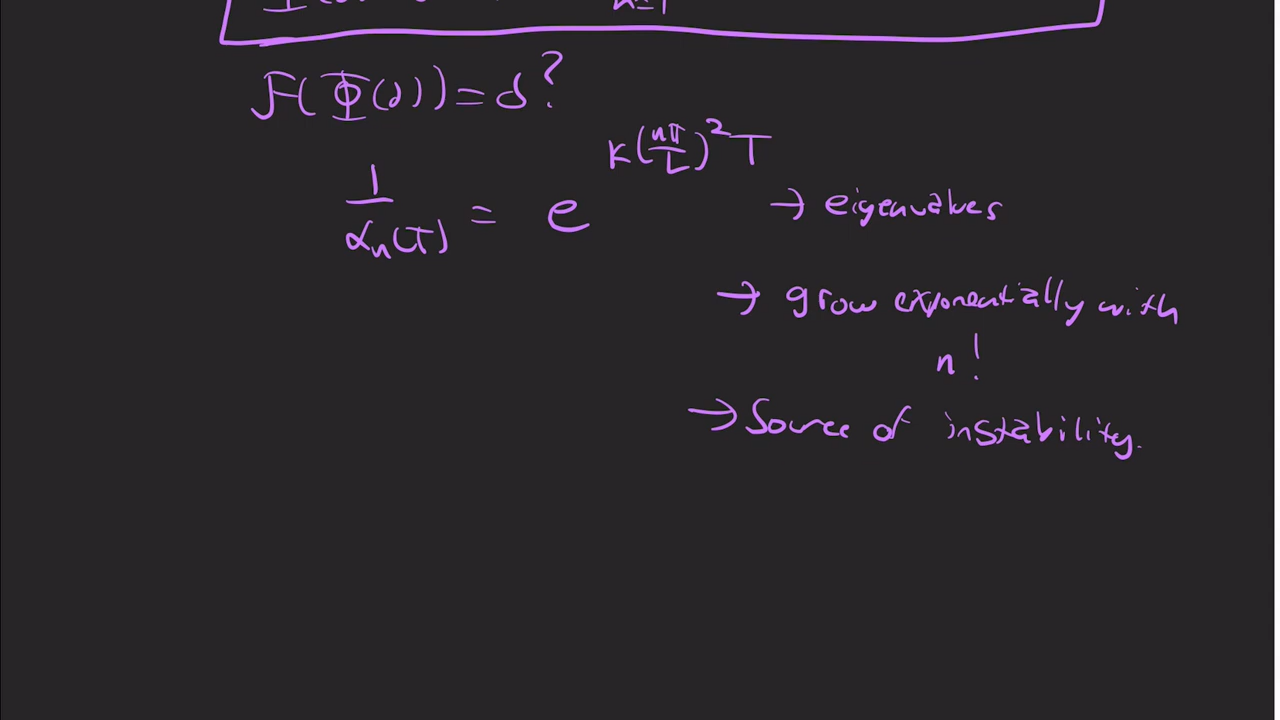 F(Φ(d)) = d?
1/αₙ(T) = e^(k(nπ/L)²T) → eigenvalues
→ grow exponentially with
n!
→ Source of instability.